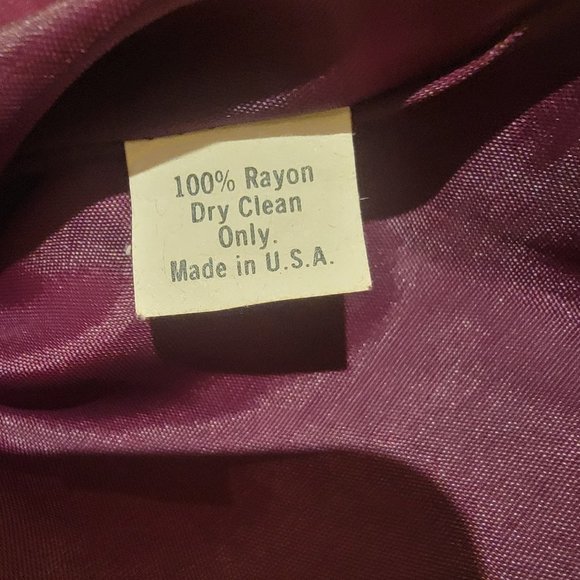 100% Rayon
Dry Clean
Only.
Made in U.S.A.